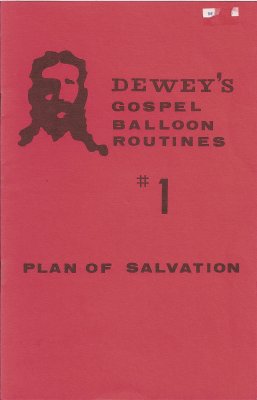 DEWEY'S
GOSPEL
BALLOON
ROUTINES
#1
PLAN OF SALVATION